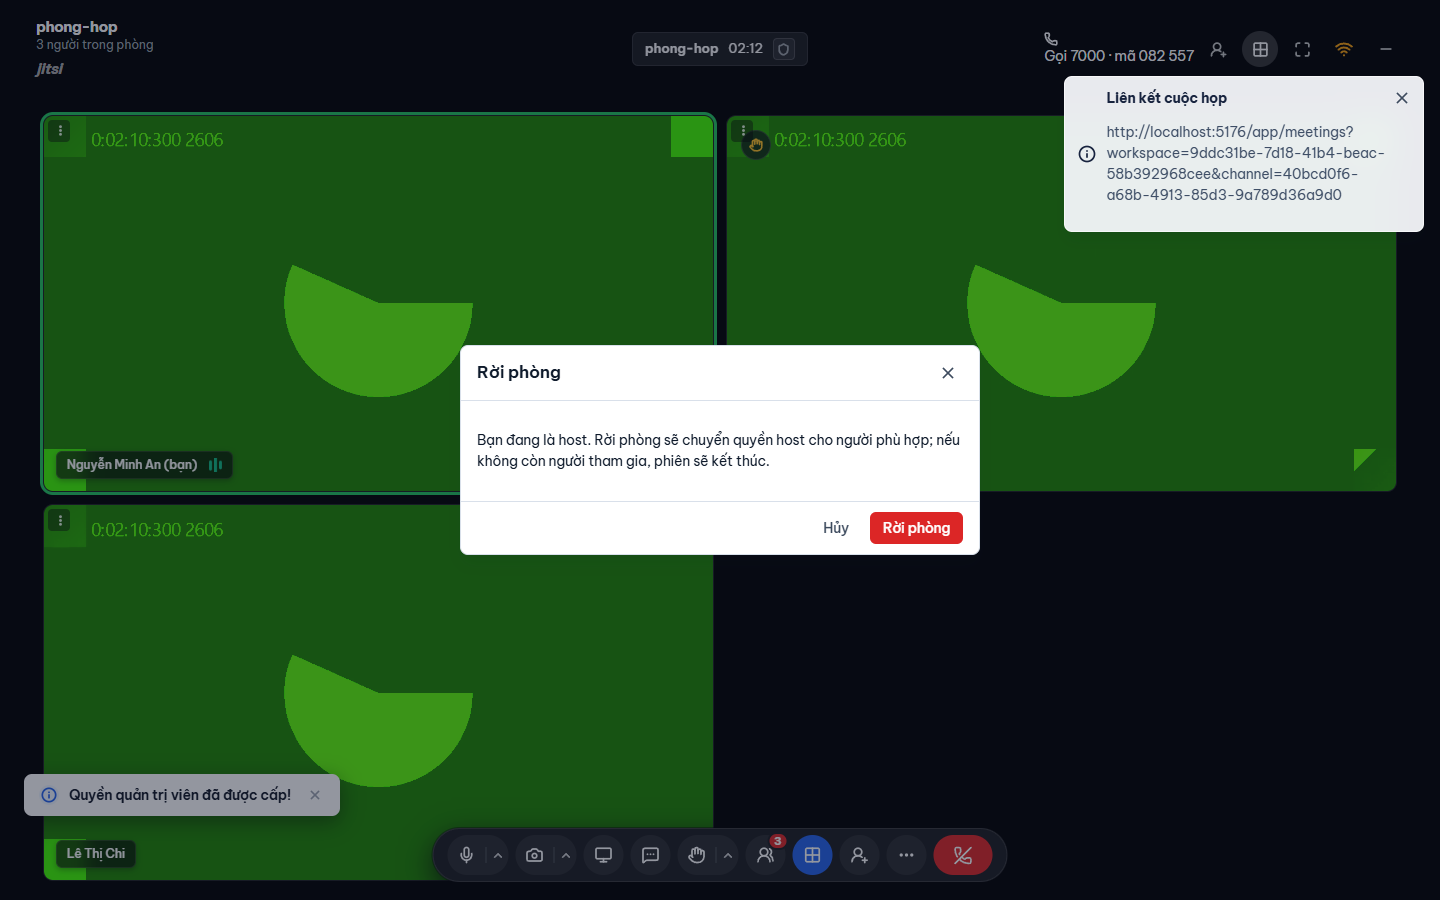 phong-hop
3 người trong phòng
jitsi
phong-hop 02:12
Gọi 7000 · mã 082 557
Liên kết cuộc họp
http://localhost:5176/app/meetings?
workspace=9ddc31be-7d18-41b4-beac-
58b392968cee&channel=40bcd0f6-
a68b-4913-85d3-9a789d36a9d0
0:02:10:300 2606
0:02:10:300 2606
Rời phòng
Bạn đang là host. Rời phòng sẽ chuyển quyền host cho người phù hợp; nếu
không còn người tham gia, phiên sẽ kết thúc.
Hủy
Rời phòng
Nguyễn Minh An (bạn)
0:02:10:300 2606
Quyền quản trị viên đã được cấp!
Lê Thị Chi
3